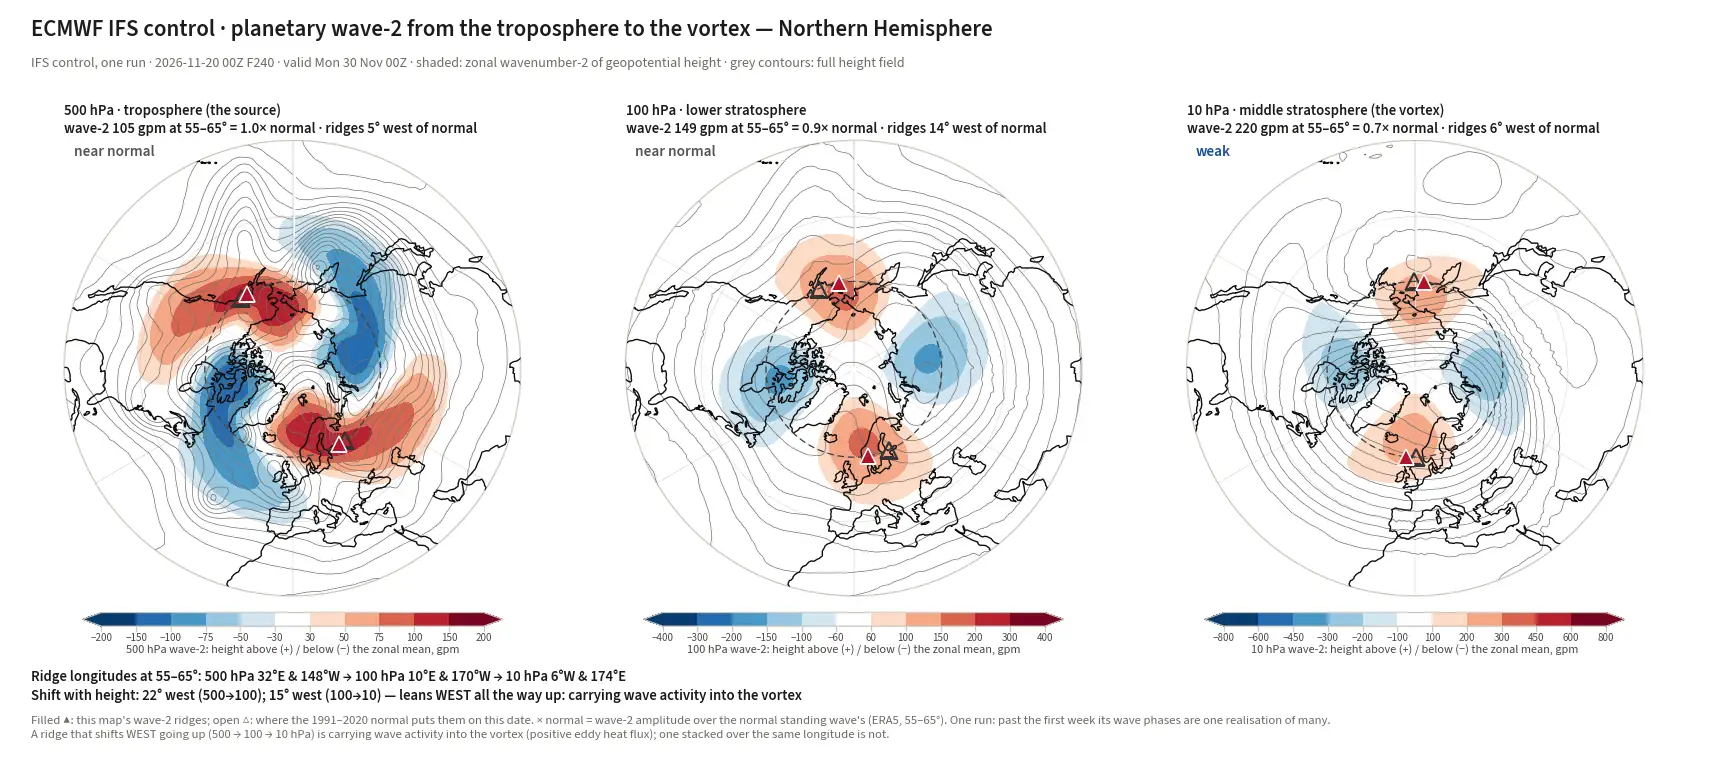 ECMWF IFS control · planetary wave-2 from the troposphere to the vortex — Northern Hemisphere
IFS control, one run · 2026-11-20 00Z F240 · valid Mon 30 Nov 00Z · shaded: zonal wavenumber-2 of geopotential height · grey contours: full height field
500 hPa · troposphere (the source)
wave-2 105 gpm at 55–65° = 1.0× normal · ridges 5° west of normal
near normal
100 hPa · lower stratosphere
wave-2 149 gpm at 55–65° = 0.9× normal · ridges 14° west of normal
near normal
10 hPa · middle stratosphere (the vortex)
wave-2 220 gpm at 55–65° = 0.7× normal · ridges 6° west of normal
weak
−200 −150 −100 −75 −50 −30 30 50 75 100 150 200
500 hPa wave-2: height above (+) / below (−) the zonal mean, gpm
−400 −300 −200 −150 −100 −60 60 100 150 200 300 400
100 hPa wave-2: height above (+) / below (−) the zonal mean, gpm
−800 −600 −450 −300 −200 −100 100 200 300 450 600 800
10 hPa wave-2: height above (+) / below (−) the zonal mean, gpm
Ridge longitudes at 55–65°: 500 hPa 32°E & 148°W → 100 hPa 10°E & 170°W → 10 hPa 6°W & 174°E
Shift with height: 22° west (500→100); 15° west (100→10) — leans WEST all the way up: carrying wave activity into the vortex
Filled ▲: this map's wave-2 ridges; open △: where the 1991–2020 normal puts them on this date. × normal = wave-2 amplitude over the normal standing wave's (ERA5, 55–65°). One run: past the first week its wave phases are one realisation of many.
A ridge that shifts WEST going up (500 → 100 → 10 hPa) is carrying wave activity into the vortex (positive eddy heat flux); one stacked over the same longitude is not.